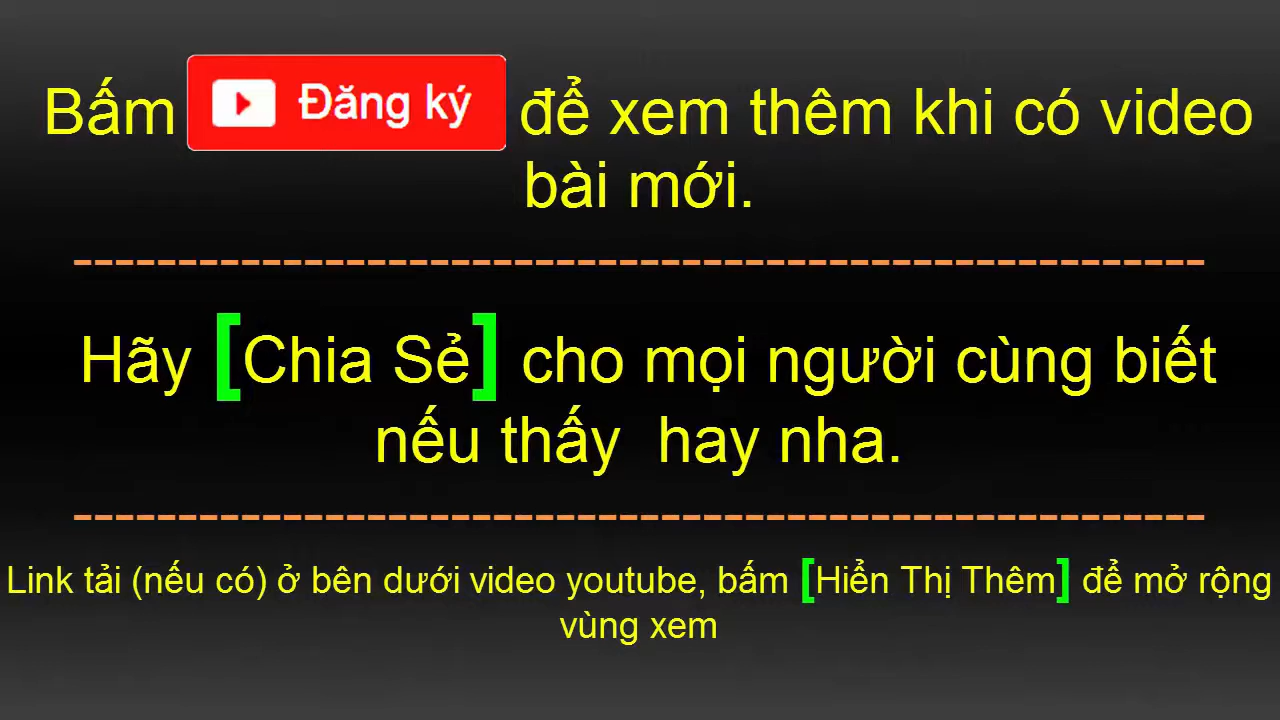 Bấm Đăng ký để xem thêm khi có video
bài mới.
------------------------------------------------------
Hãy [Chia Sẻ] cho mọi người cùng biết
nếu thấy  hay nha.
------------------------------------------------------
Link tải (nếu có) ở bên dưới video youtube, bấm [Hiển Thị Thêm] để mở rộng
vùng xem